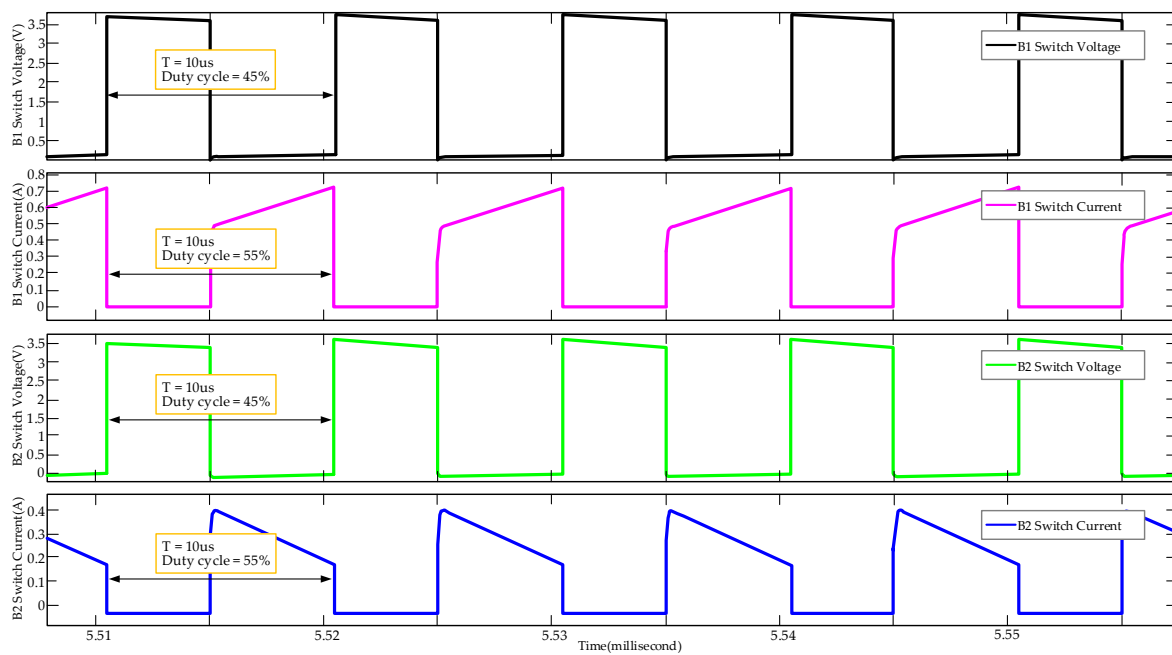 B1 Switch Voltage(V)
3.5
3
2.5
2
1.5
1
0.5
T = 10us
Duty cycle = 45%
B1 Switch Voltage
B1 Switch Current(A)
0.8
0.7
0.6
0.5
0.4
0.3
0.2
0.1
0
T = 10us
Duty cycle = 55%
B1 Switch Current
B2 Switch Voltage(V)
3.5
3
2.5
2
1.5
1
0.5
0
T = 10us
Duty cycle = 45%
B2 Switch Voltage
B2 Switch Current(A)
0.4
0.3
0.2
0.1
0
T = 10us
Duty cycle = 55%
B2 Switch Current
5.51
5.52
5.53
5.54
5.55
Time(millisecond)